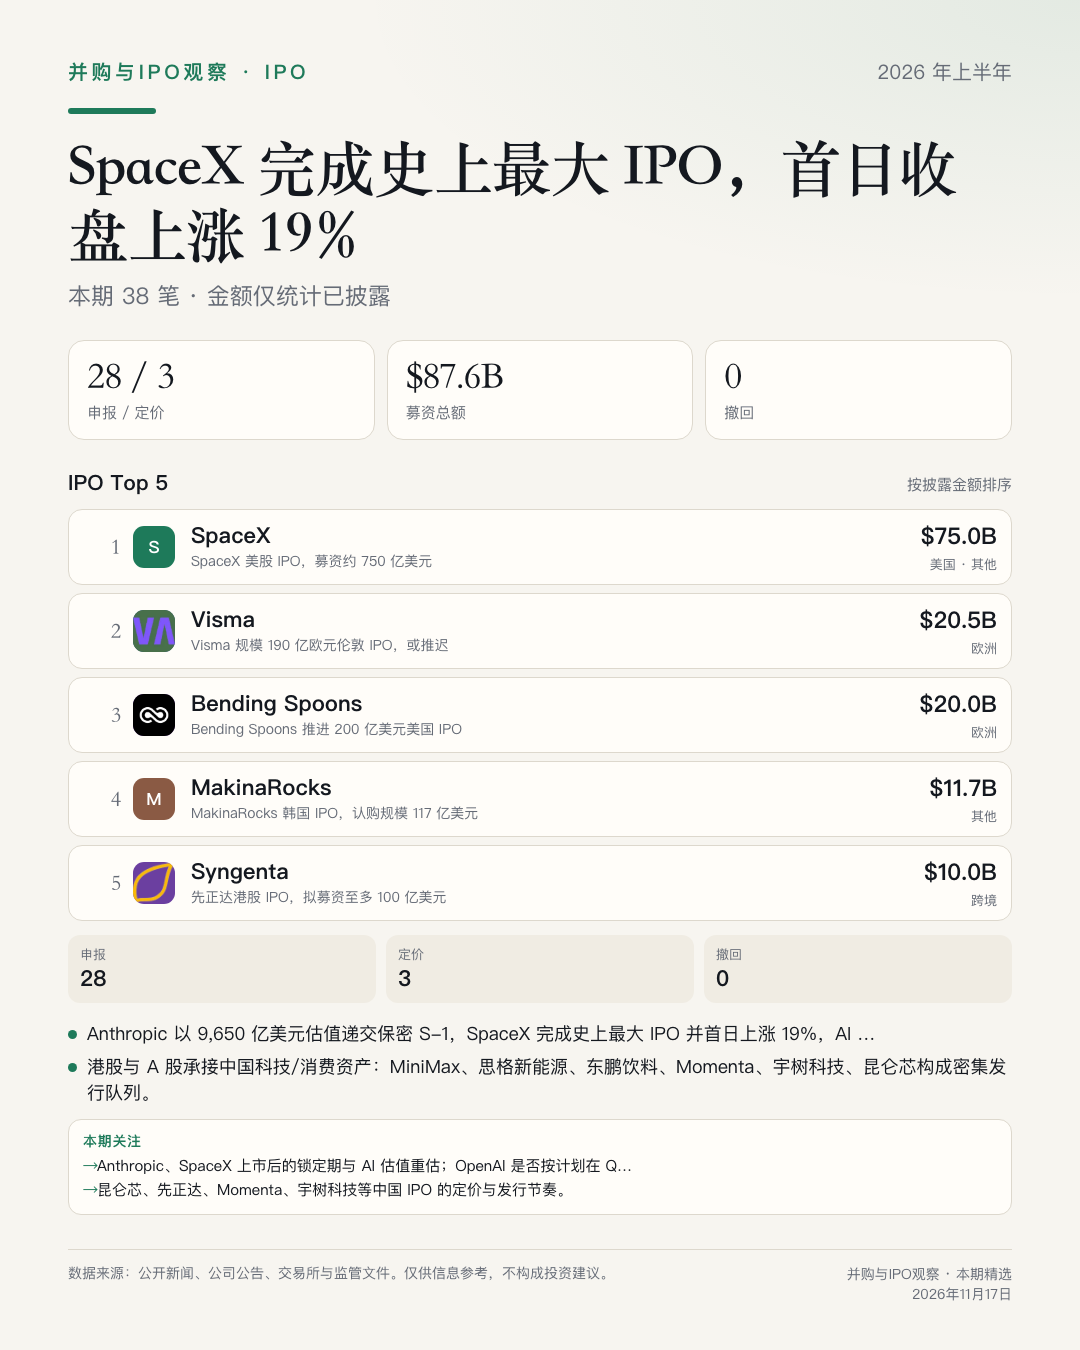 并购与IPO观察 · IPO
2026 年上半年
SpaceX 完成史上最大 IPO，首日收
盘上涨 19%
本期 38 笔 · 金额仅统计已披露
28 / 3
申报 / 定价
$87.6B
募资总额
0
撤回
IPO Top 5
按披露金额排序
1
S
SpaceX
SpaceX 美股 IPO，募资约 750 亿美元
$75.0B
美国 · 其他
2
Visma
Visma 规模 190 亿欧元伦敦 IPO，或推迟
$20.5B
欧洲
3
Bending Spoons
Bending Spoons 推进 200 亿美元美国 IPO
$20.0B
欧洲
4
M
MakinaRocks
MakinaRocks 韩国 IPO，认购规模 117 亿美元
$11.7B
其他
5
Syngenta
先正达港股 IPO，拟募资至多 100 亿美元
$10.0B
跨境
申报
28
定价
3
撤回
0
Anthropic 以 9,650 亿美元估值递交保密 S-1，SpaceX 完成史上最大 IPO 并首日上涨 19%，AI …
港股与 A 股承接中国科技/消费资产：MiniMax、思格新能源、东鹏饮料、Momenta、宇树科技、昆仑芯构成密集发
行队列。
本期关注
→Anthropic、SpaceX 上市后的锁定期与 AI 估值重估；OpenAI 是否按计划在 Q…
→昆仑芯、先正达、Momenta、宇树科技等中国 IPO 的定价与发行节奏。
数据来源：公开新闻、公司公告、交易所与监管文件。仅供信息参考，不构成投资建议。
并购与IPO观察 · 本期精选
2026年11月17日